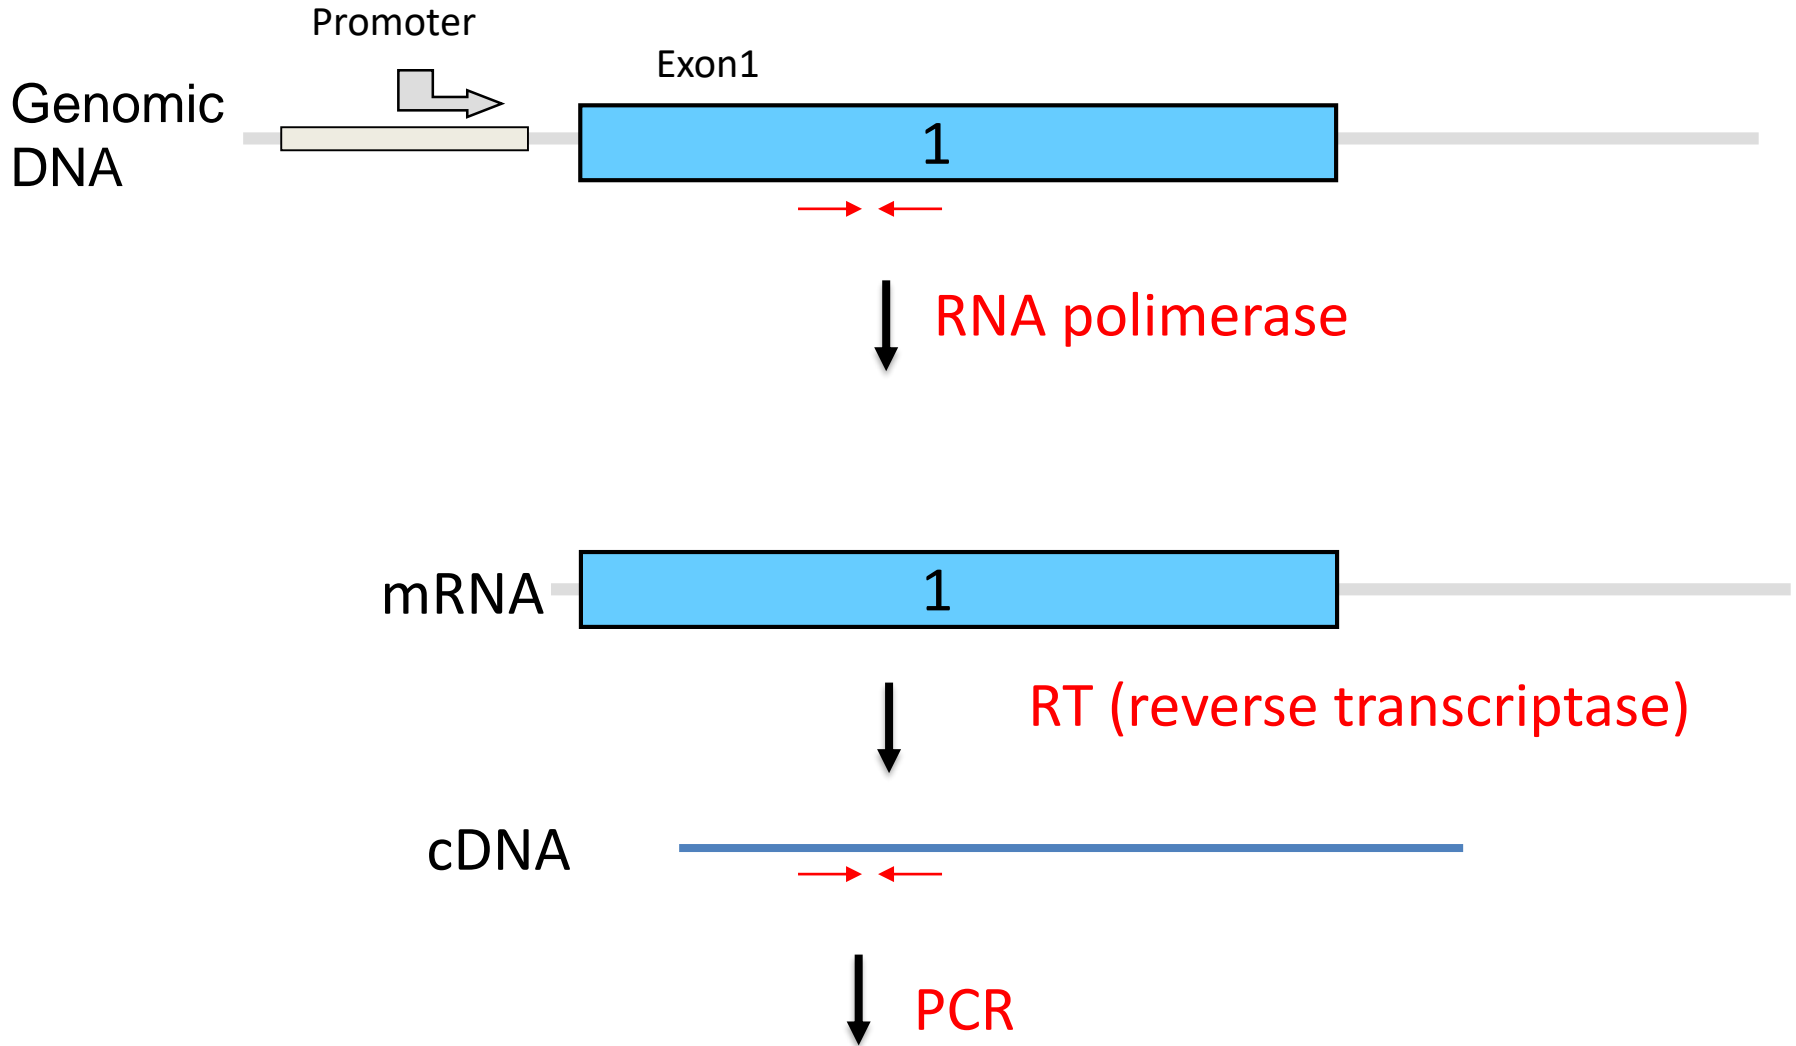 Promoter
Exon1
Genomic
DNA
1
RNA polimerase
mRNA
1
RT (reverse transcriptase)
cDNA
PCR